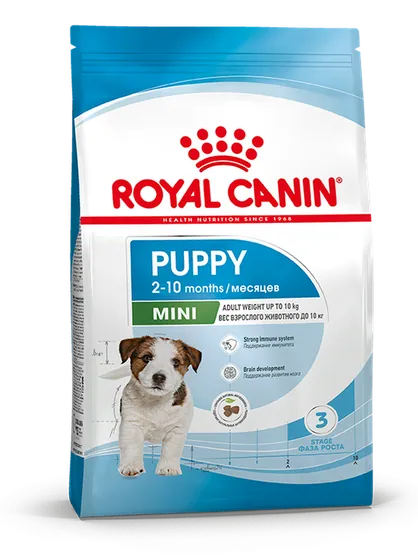 ROYAL CANIN®
HEALTH NUTRITION SINCE 1968
PUPPY
2-10 months/месяцев
MINI
ADULT WEIGHT UP TO 10 kg
ВЕС ВЗРОСЛОГО ЖИВОТНОГО ДО 10 кг
Strong immune system
Поддержание иммунитета
Brain development
Поддержание развития мозга
3
STAGE
ФАЗА РОСТА
2
10